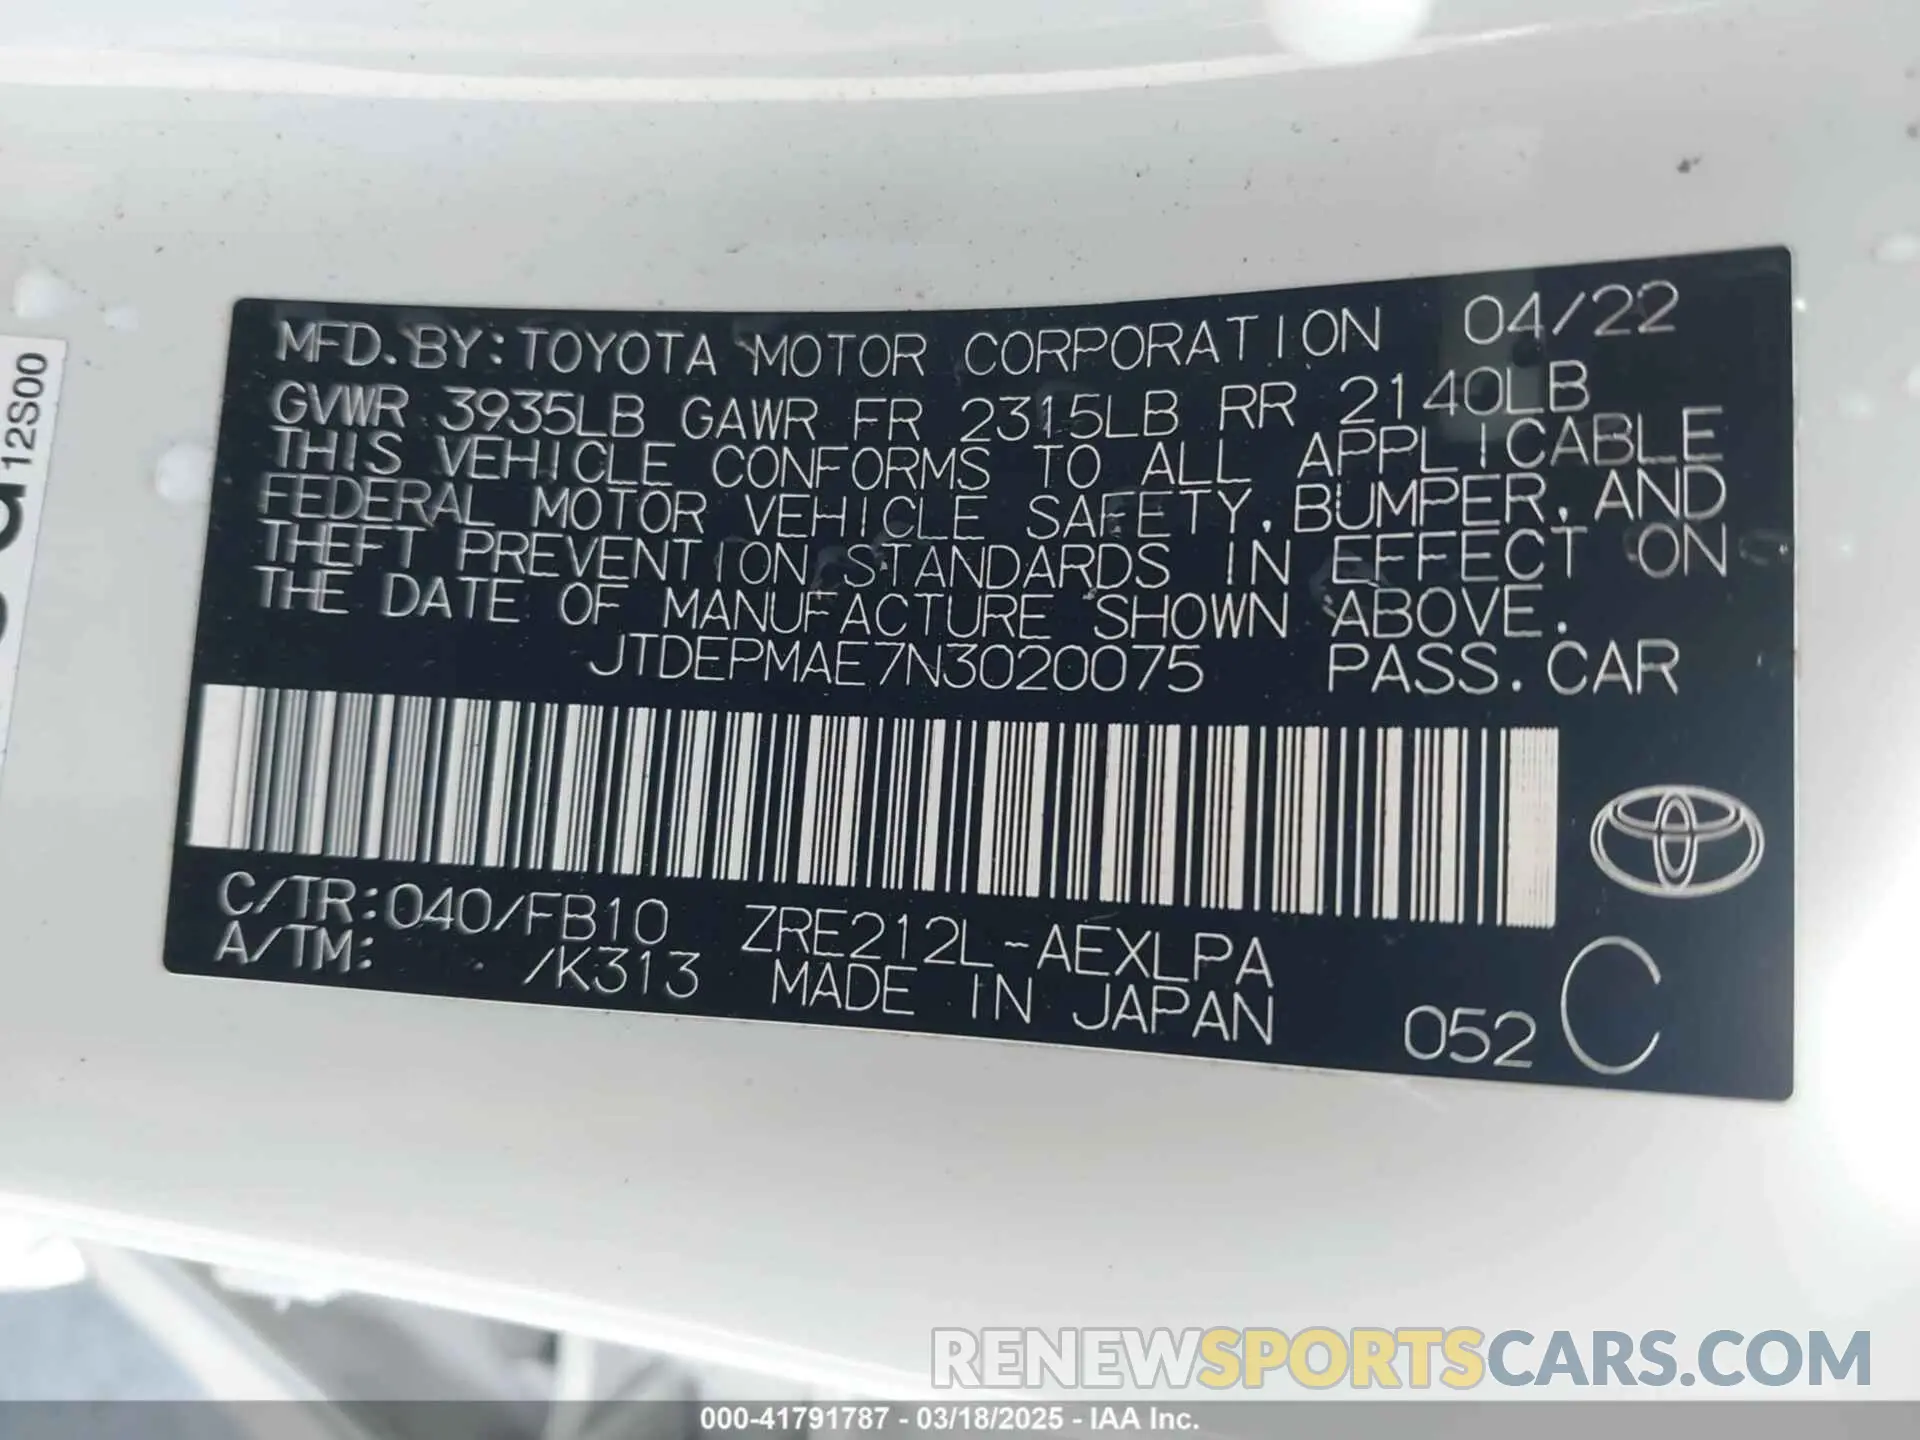 MFD. BY: TOYOTA MOTOR CORPORATION 04/22
GVWR 3935LB GAWR FR 2315LB RR 2140LB
THIS VEHICLE CONFORMS TO ALL APPLICABLE
FEDERAL MOTOR VEHICLE SAFETY, BUMPER, AND
THEFT PREVENTION STANDARDS IN EFFECT ON
THE DATE OF MANUFACTURE SHOWN ABOVE.
JTDEPMAE7N3020075 PASS. CAR
C/TR: 040/FB10 ZRE212L-AEXLPA
A/TM: /K313 MADE IN JAPAN 052 C
12S00
RENEWSPORTSCARS.COM
000-41791787 - 03/18/2025 - IAA Inc.